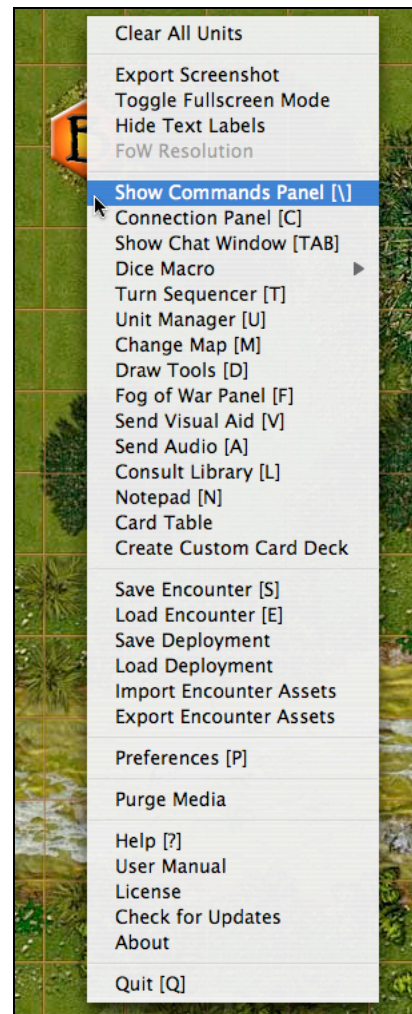 Clear All Units
Export Screenshot
Toggle Fullscreen Mode
Hide Text Labels
FoW Resolution
Show Commands Panel [\]
Connection Panel [C]
Show Chat Window [TAB]
Dice Macro
Turn Sequencer [T]
Unit Manager [U]
Change Map [M]
Draw Tools [D]
Fog of War Panel [F]
Send Visual Aid [V]
Send Audio [A]
Consult Library [L]
Notepad [N]
Card Table
Create Custom Card Deck
Save Encounter [S]
Load Encounter [E]
Save Deployment
Load Deployment
Import Encounter Assets
Export Encounter Assets
Preferences [P]
Purge Media
Help [?]
User Manual
License
Check for Updates
About
Quit [Q]